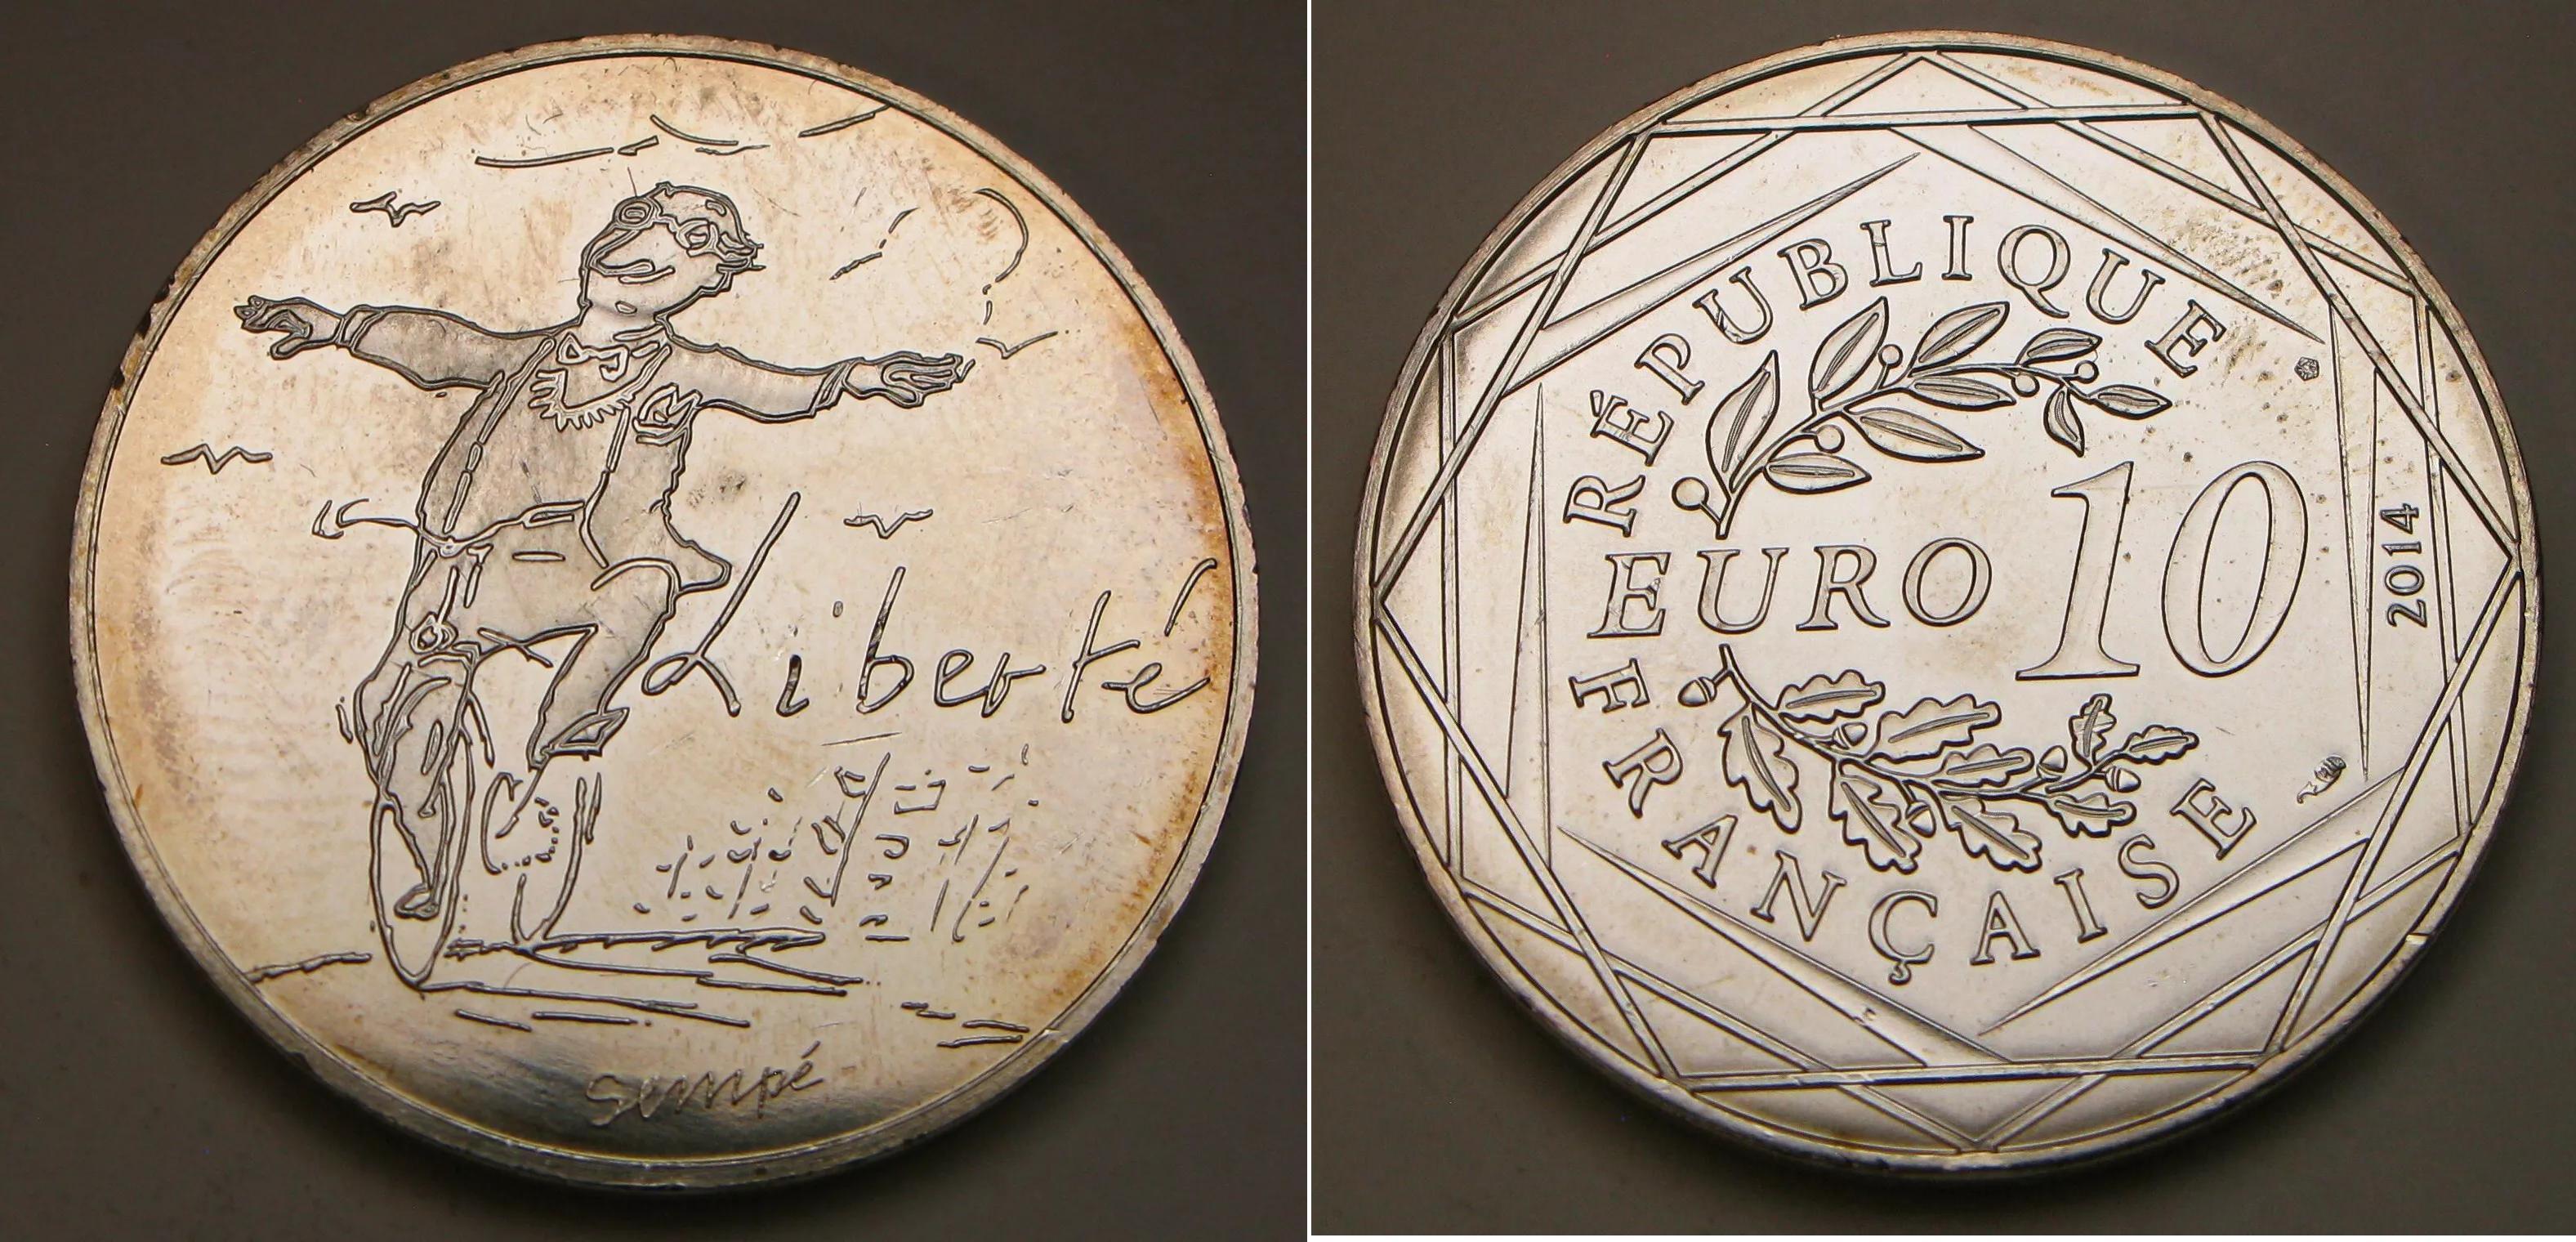 Liberté
Sempé
RÉPUBLIQUE
EURO 10
2014
FRANÇAISE